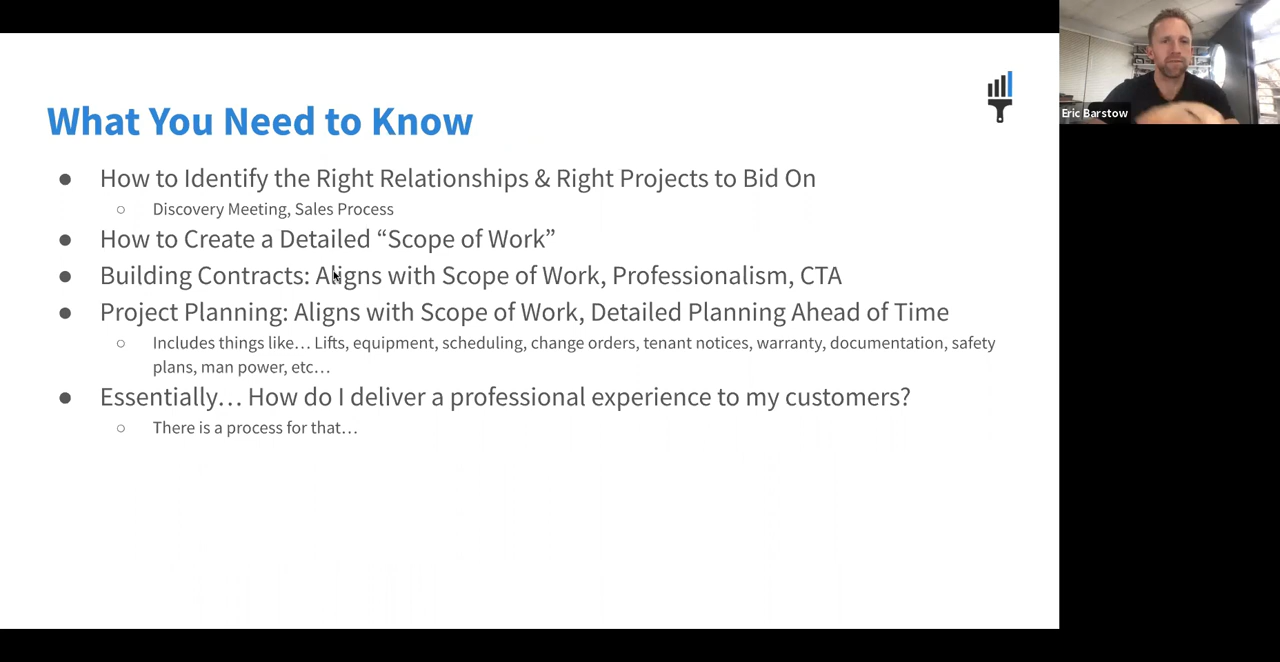 What You Need to Know
● How to Identify the Right Relationships & Right Projects to Bid On
○ Discovery Meeting, Sales Process
● How to Create a Detailed “Scope of Work”
● Building Contracts: Aligns with Scope of Work, Professionalism, CTA
● Project Planning: Aligns with Scope of Work, Detailed Planning Ahead of Time
○ Includes things like… Lifts, equipment, scheduling, change orders, tenant notices, warranty, documentation, safety
plans, man power, etc…
● Essentially… How do I deliver a professional experience to my customers?
○ There is a process for that…
Eric Barstow